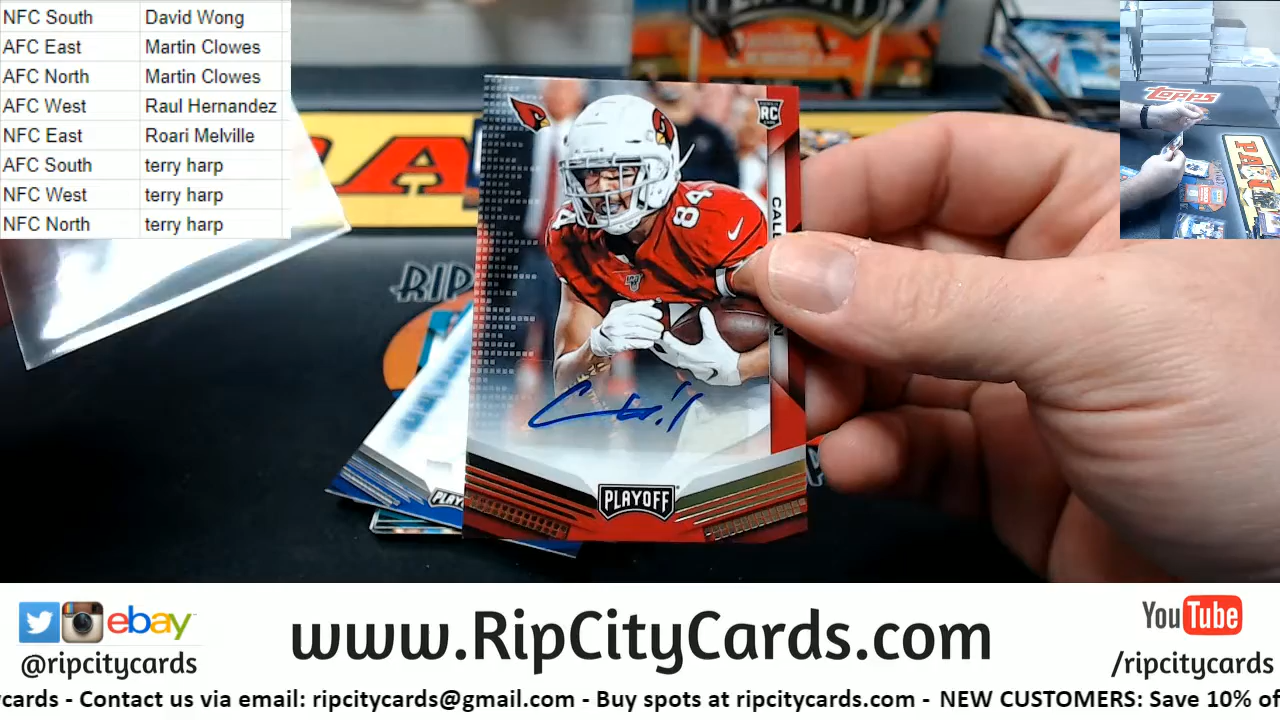 NFC South David Wong
AFC East Martin Clowes
AFC North Martin Clowes
AFC West Raul Hernandez
NFC East Roari Melville
AFC South terry harp
NFC West terry harp
NFC North terry harp
Topps
RIP
RC
84
PLAYOFF
ebay
@ripcitycards
www.RipCityCards.com
YouTube
/ripcitycards
cards - Contact us via email: ripcitycards@gmail.com - Buy spots at ripcitycards.com - NEW CUSTOMERS: Save 10% of